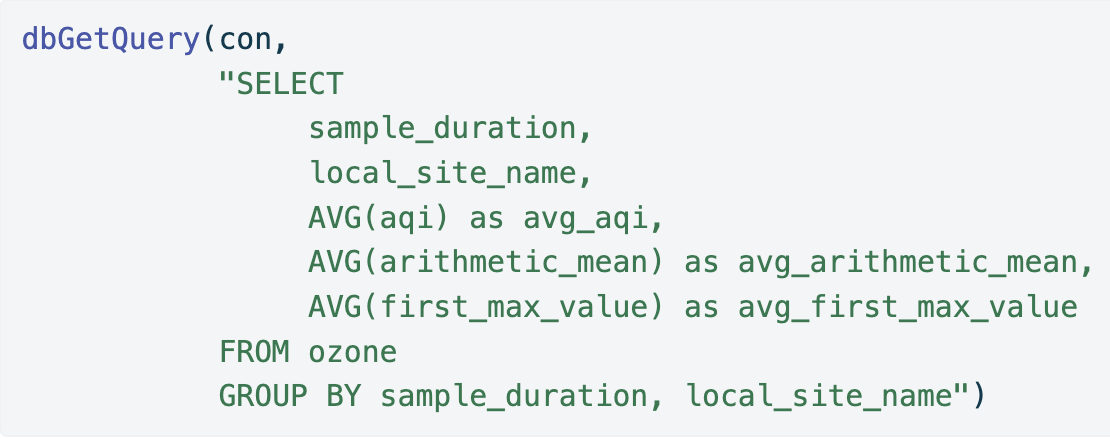 dbGetQuery(con,
"SELECT
sample_duration,
local_site_name,
AVG(aqi) as avg_aqi,
AVG(arithmetic_mean) as avg_arithmetic_mean,
AVG(first_max_value) as avg_first_max_value
FROM ozone
GROUP BY sample_duration, local_site_name")